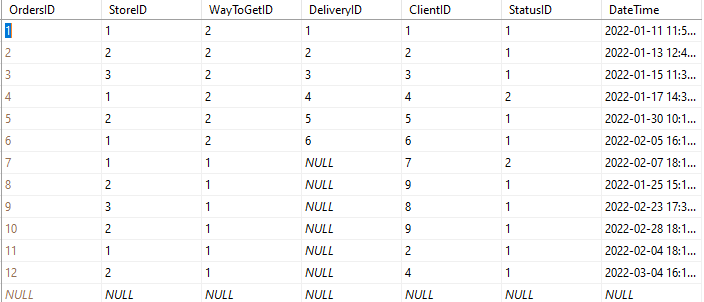 OrdersID StoreID WayToGetID DeliveryID ClientID StatusID DateTime
1 1 2 1 1 1 2022-01-11 11:5...
2 2 2 2 2 1 2022-01-13 12:4...
3 3 2 3 3 1 2022-01-15 11:3...
4 1 2 4 4 2 2022-01-17 14:3...
5 2 2 5 5 1 2022-01-30 10:1...
6 1 2 6 6 1 2022-02-05 16:1...
7 1 1 NULL 7 2 2022-02-07 18:1...
8 2 1 NULL 9 1 2022-01-25 15:1...
9 3 1 NULL 8 1 2022-02-23 17:3...
10 2 1 NULL 9 1 2022-02-28 18:1...
11 1 1 NULL 2 1 2022-02-04 18:1...
12 2 1 NULL 4 1 2022-03-04 16:1...
NULL NULL NULL NULL NULL NULL NULL